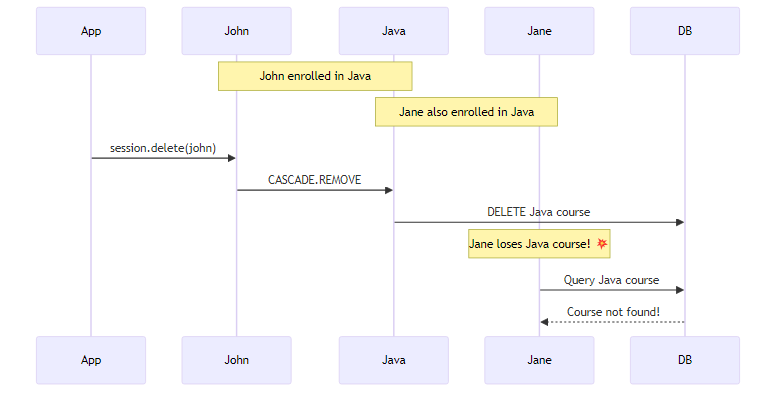 App
John
Java
Jane
DB
John enrolled in Java
Jane also enrolled in Java
session.delete(john)
CASCADE.REMOVE
DELETE Java course
Jane loses Java course! 💥
Query Java course
Course not found!
App
John
Java
Jane
DB